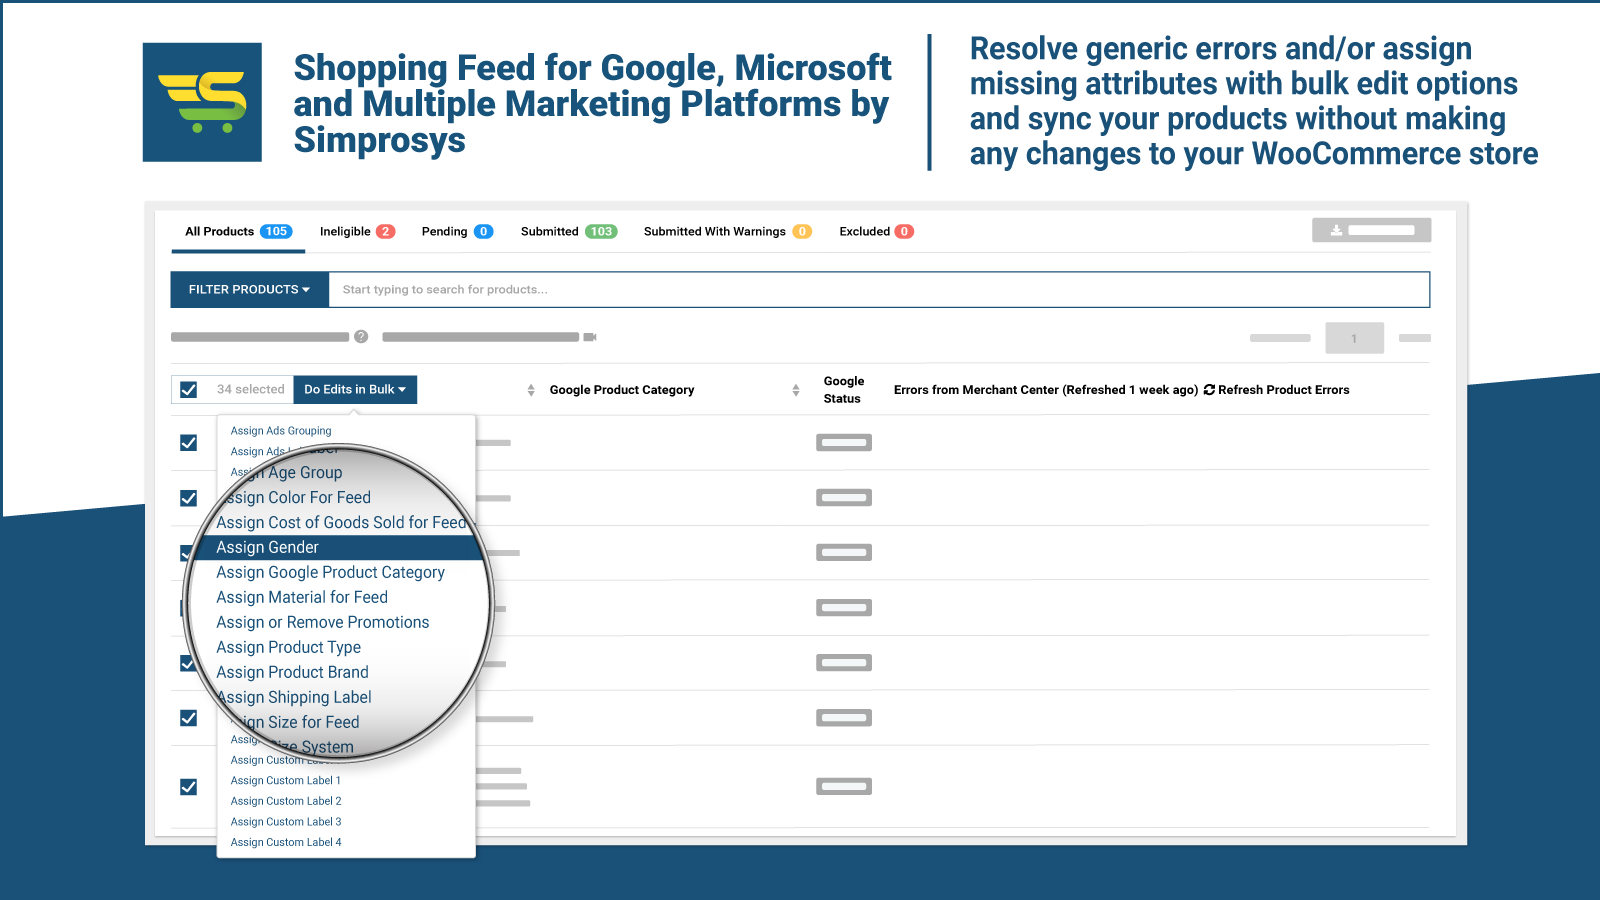 Shopping Feed for Google, Microsoft
and Multiple Marketing Platforms by
Simprosys
Resolve generic errors and/or assign
missing attributes with bulk edit options
and sync your products without making
any changes to your WooCommerce store
All Products 105 Ineligible 2 Pending 0 Submitted 103 Submitted With Warnings 0 Excluded 0
FILTER PRODUCTS Start typing to search for products...
1
34 selected Do Edits in Bulk Google Product Category Google Status Errors from Merchant Center (Refreshed 1 week ago) Refresh Product Errors
Assign Ads Grouping
Assign Ads
Age Group
Assign Color For Feed
Assign Cost of Goods Sold for Feed
Assign Gender
Assign Google Product Category
Assign Material for Feed
Assign or Remove Promotions
Assign Product Type
Assign Product Brand
Assign Shipping Label
Size for Feed
Size System
Assign Custom
Assign Custom Label 1
Assign Custom Label 2
Assign Custom Label 3
Assign Custom Label 4